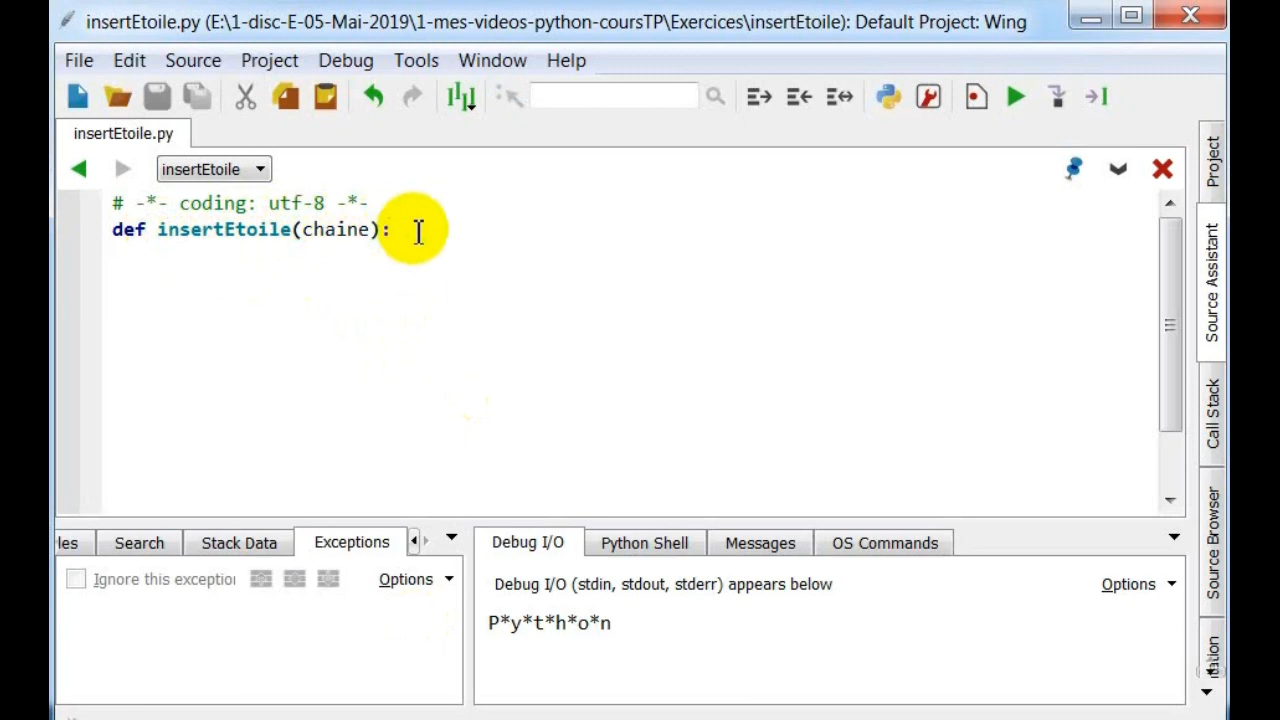 insertEtoile.py (E:\1-disc-E-05-Mai-2019\1-mes-videos-python-coursTP\Exercices\insertEtoile): Default Project: Wing
File Edit Source Project Debug Tools Window Help
insertEtoile.py
insertEtoile
# -*- coding: utf-8 -*-
def insertEtoile(chaine):
Project
Source Assistant
Call Stack
Source Browser
Search Stack Data Exceptions
Ignore this
Options
Debug I/O Python Shell Messages OS Commands
Debug I/O (stdin, stdout, stderr) appears below
Options
P*y*t*h*o*n